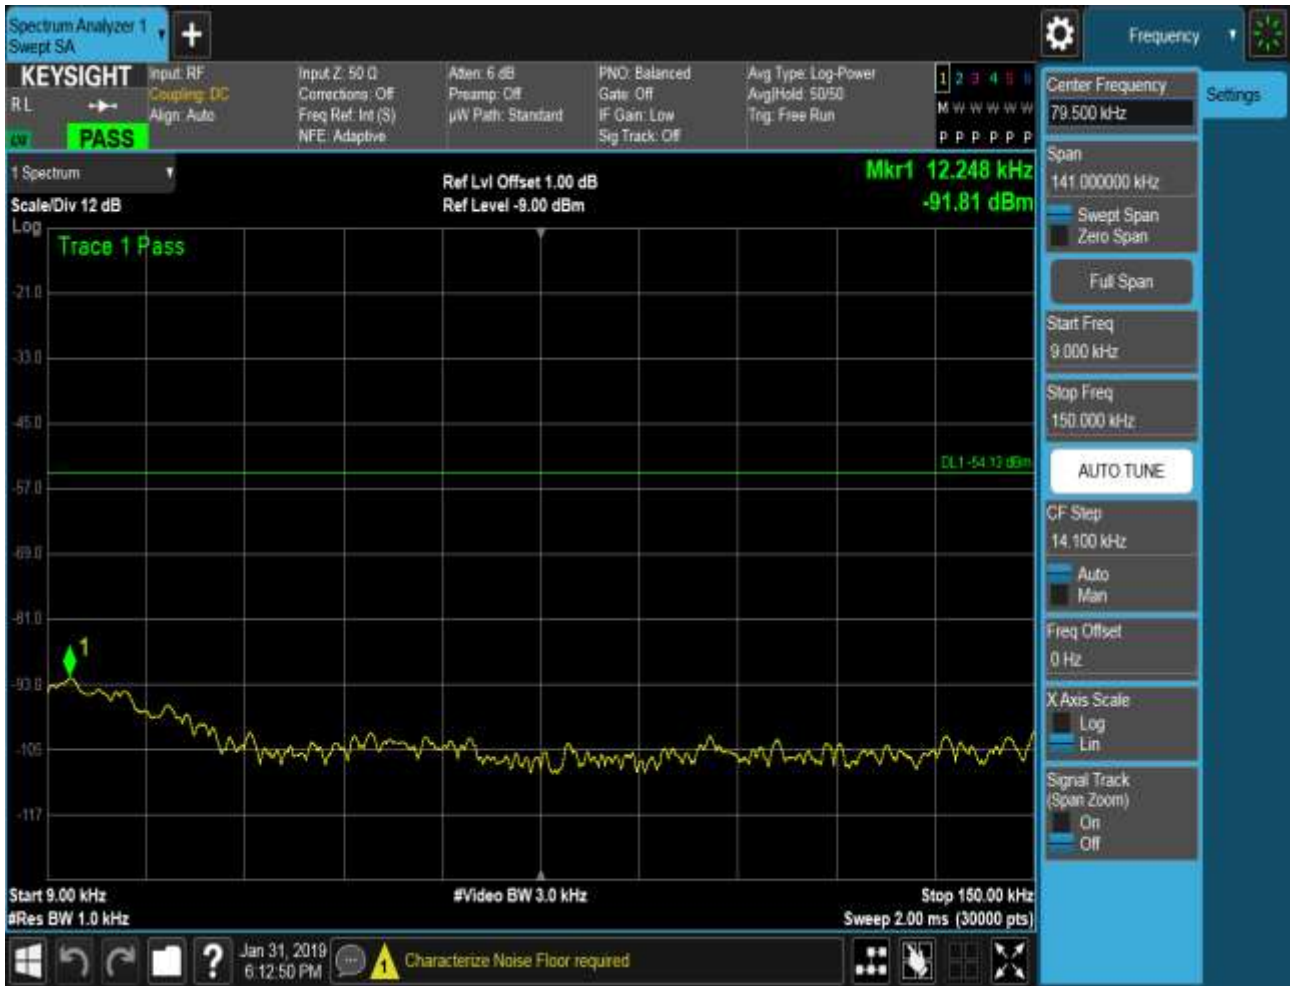 Spectrum Analyzer 1
Swept SA
+
Frequency
KEYSIGHT
R L
PASS
Input: RF
Coupling: DC
Align: Auto
Input Z: 50 Ω
Corrections: Off
Freq Ref: Int (S)
NFE: Adaptive
Atten: 6 dB
Preamp: Off
µW Path: Standard
PNO: Balanced
Gate: Off
IF Gain: Low
Sig Track: Off
Avg Type: Log-Power
Avg|Hold: 50/50
Trig: Free Run
1 2 3 4 5 6
M W W W W W
P P P P P P
1 Spectrum
Scale/Div 12 dB
Log
Ref Lvl Offset 1.00 dB
Ref Level -9.00 dBm
Mkr1 12.248 kHz
-91.81 dBm
Trace 1 Pass
-21.0
-33.0
-45.0
DL1 -54.13 dBm
-57.0
-69.0
-81.0
1
-93.0
-105
-117
Start 9.00 kHz
#Res BW 1.0 kHz
#Video BW 3.0 kHz
Stop 150.00 kHz
Sweep 2.00 ms (30000 pts)
Center Frequency
79.500 kHz
Settings
Span
141.000000 kHz
Swept Span
Zero Span
Full Span
Start Freq
9.000 kHz
Stop Freq
150.000 kHz
AUTO TUNE
CF Step
14.100 kHz
Auto
Man
Freq Offset
0 Hz
X Axis Scale
Log
Lin
Signal Track
(Span Zoom)
On
Off
?
Jan 31, 2019
6:12:50 PM
1
Characterize Noise Floor required